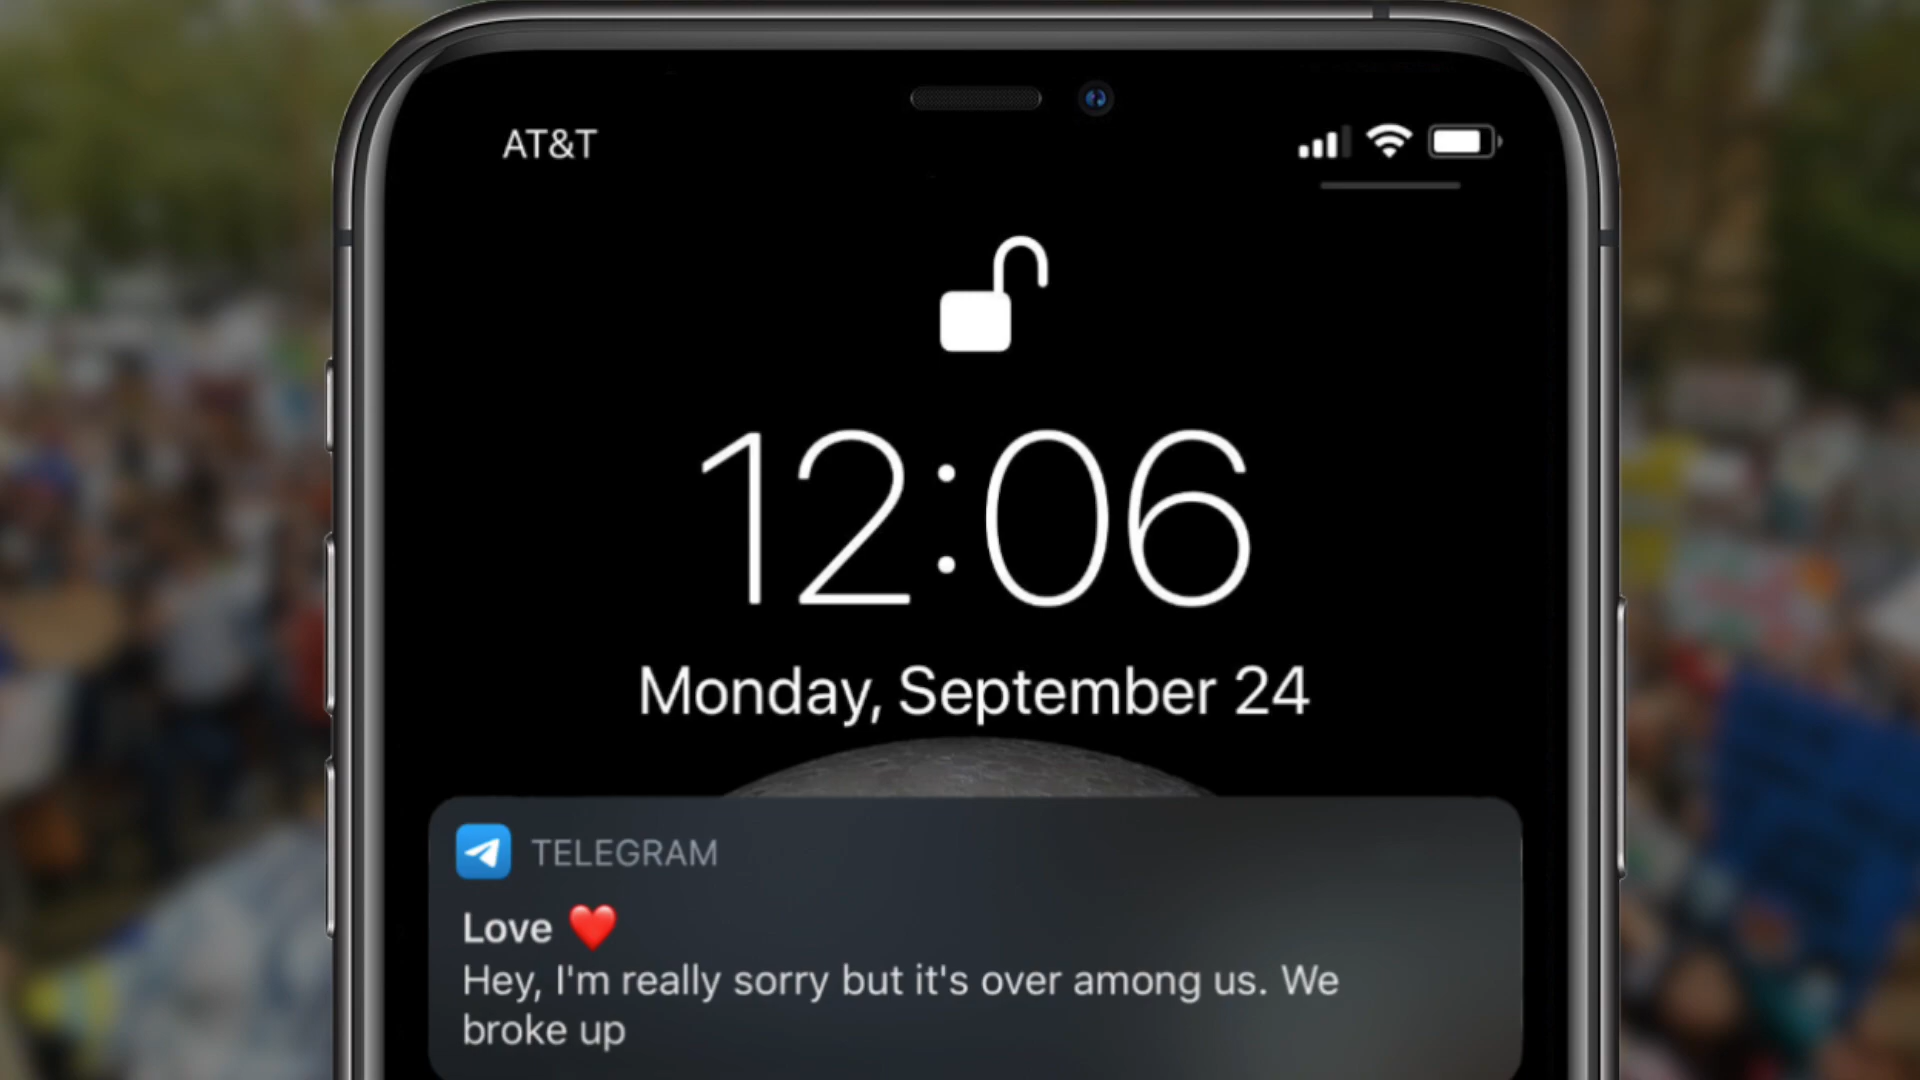 AT&T
12:06
Monday, September 24
TELEGRAM
Love ❤️
Hey, I'm really sorry but it's over among us. We
broke up